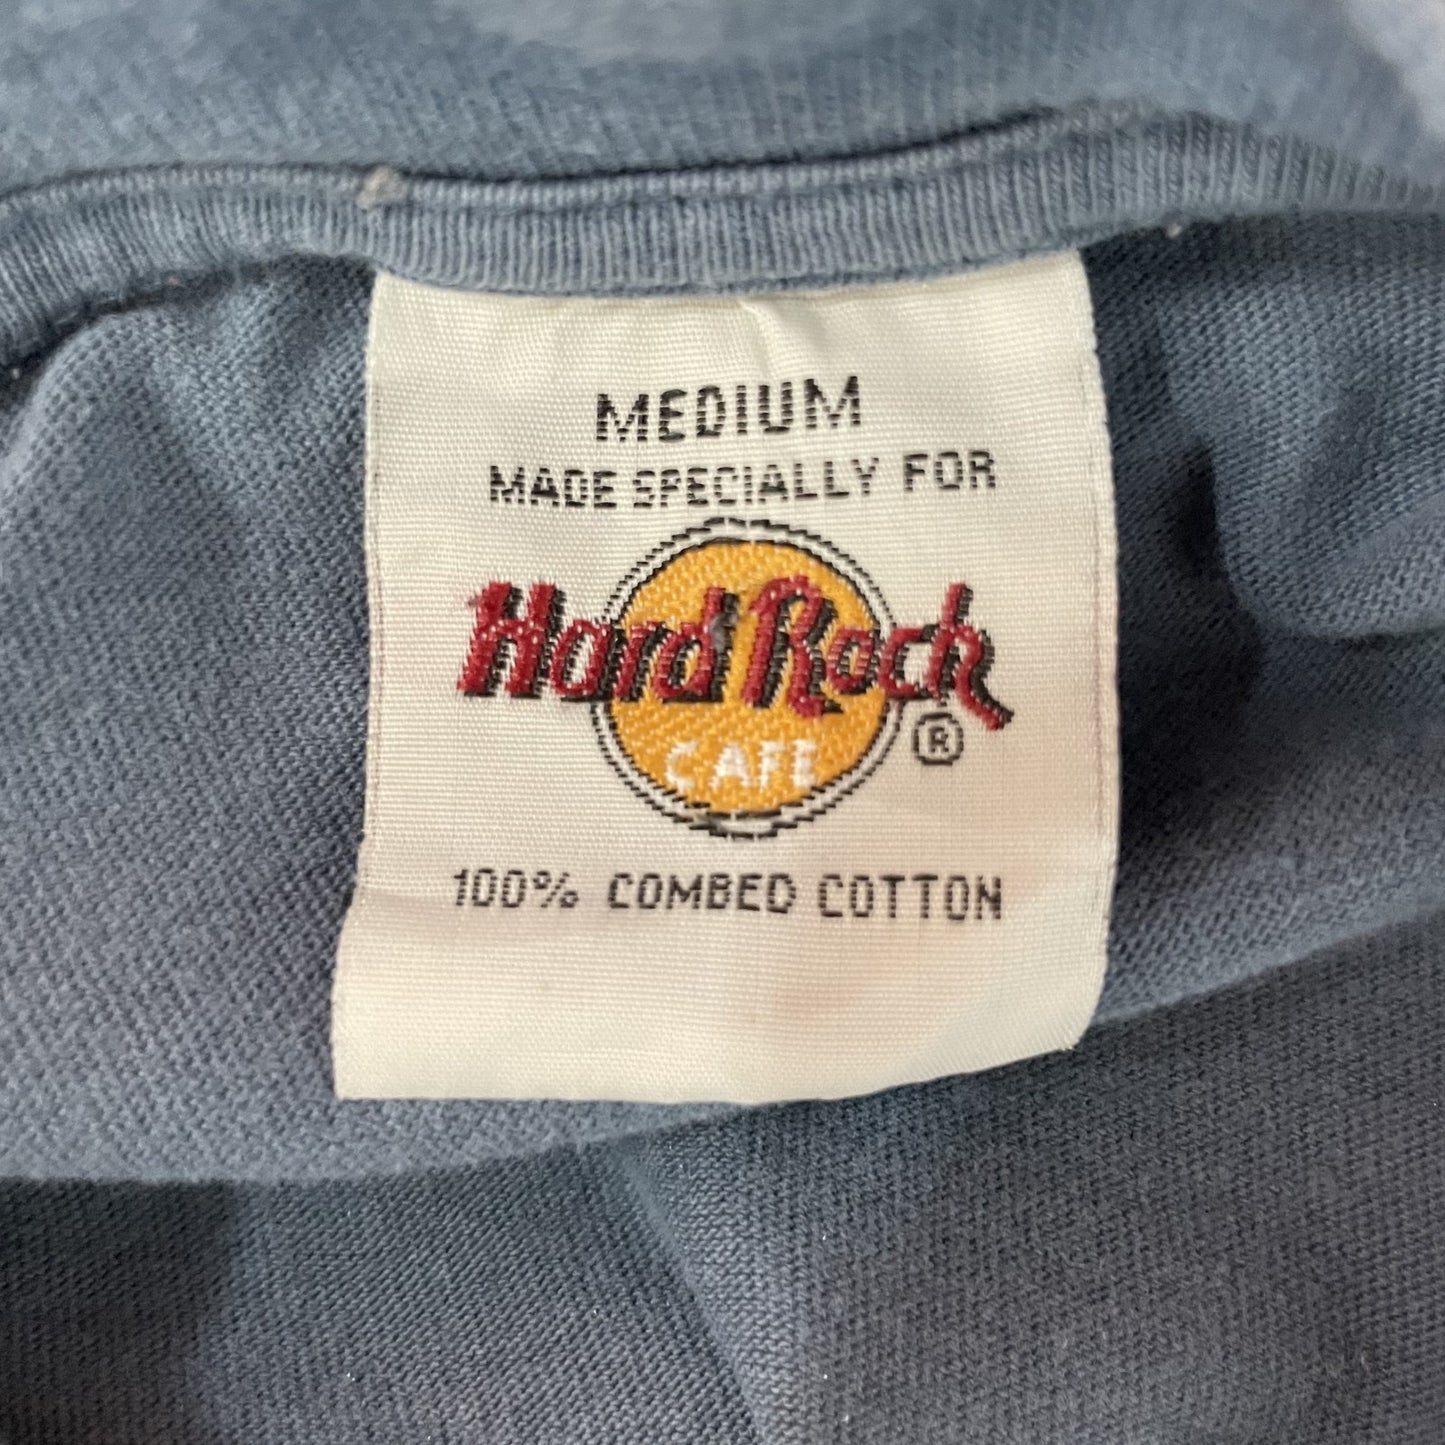 MEDIUM
MADE SPECIALLY FOR
Hard Rock
CAFE ®
100% COMBED COTTON